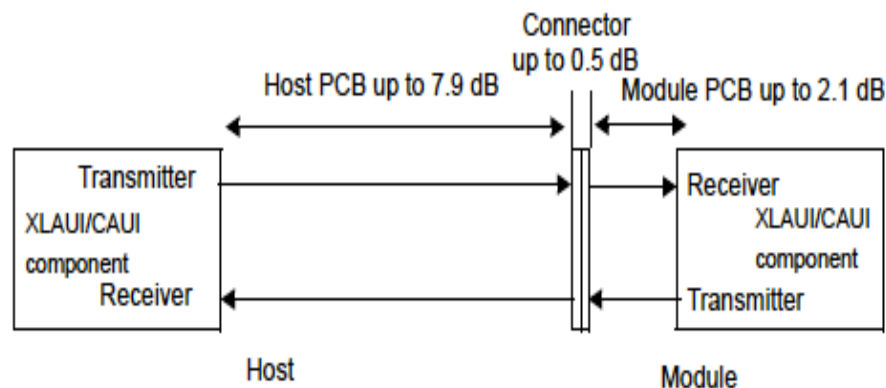 Connector
up to 0.5 dB
Host PCB up to 7.9 dB
Module PCB up to 2.1 dB
Transmitter
XLAUI/CAUI
component
Receiver
Receiver
XLAUI/CAUI
component
Transmitter
Host
Module